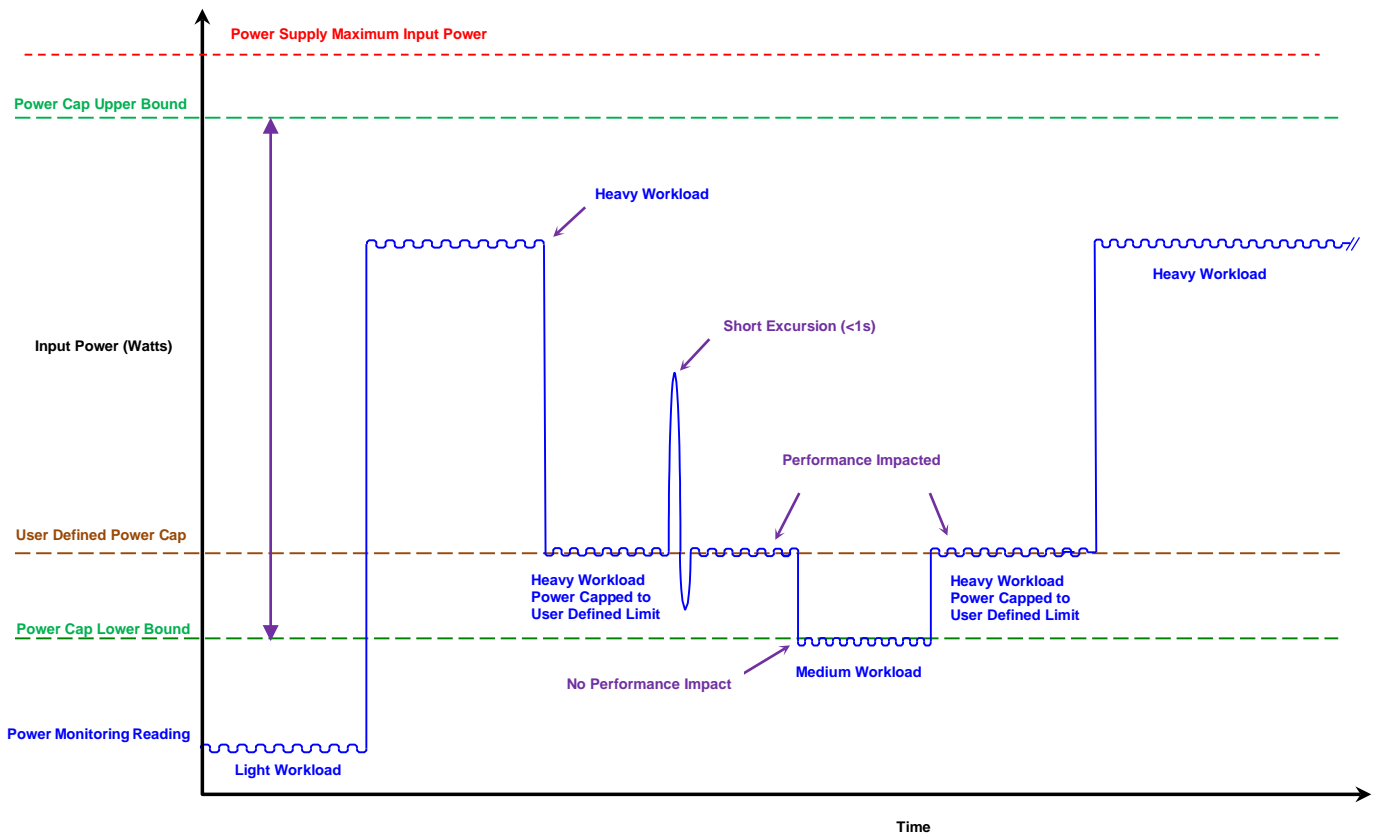 Power Supply Maximum Input Power
Power Cap Upper Bound
Heavy Workload
Heavy Workload
Short Excursion (<1s)
Input Power (Watts)
Performance Impacted
User Defined Power Cap
Heavy Workload
Power Capped to
User Defined Limit
Heavy Workload
Power Capped to
User Defined Limit
Power Cap Lower Bound
No Performance Impact
Medium Workload
Power Monitoring Reading
Light Workload
Time